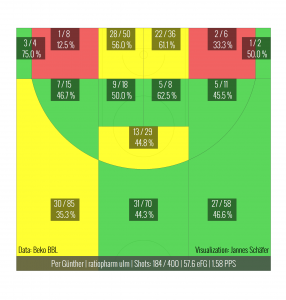 1 / 8
12.5 %
28 / 50
56.0 %
22 / 36
61.1 %
2 / 6
33.3 %
3 / 4
75.0 %
1 / 2
50.0 %
7 / 15
46.7 %
9 / 18
50.0 %
5 / 8
62.5 %
5 / 11
45.5 %
13 / 29
44.8 %
30 / 85
35.3 %
31 / 70
44.3 %
27 / 58
46.6 %
Data: Beko BBL
Visualization: Jannes Schäfer
Per Günther | ratiopharm ulm | Shots: 184 / 400 | 57.6 eFG | 1.58 PPS